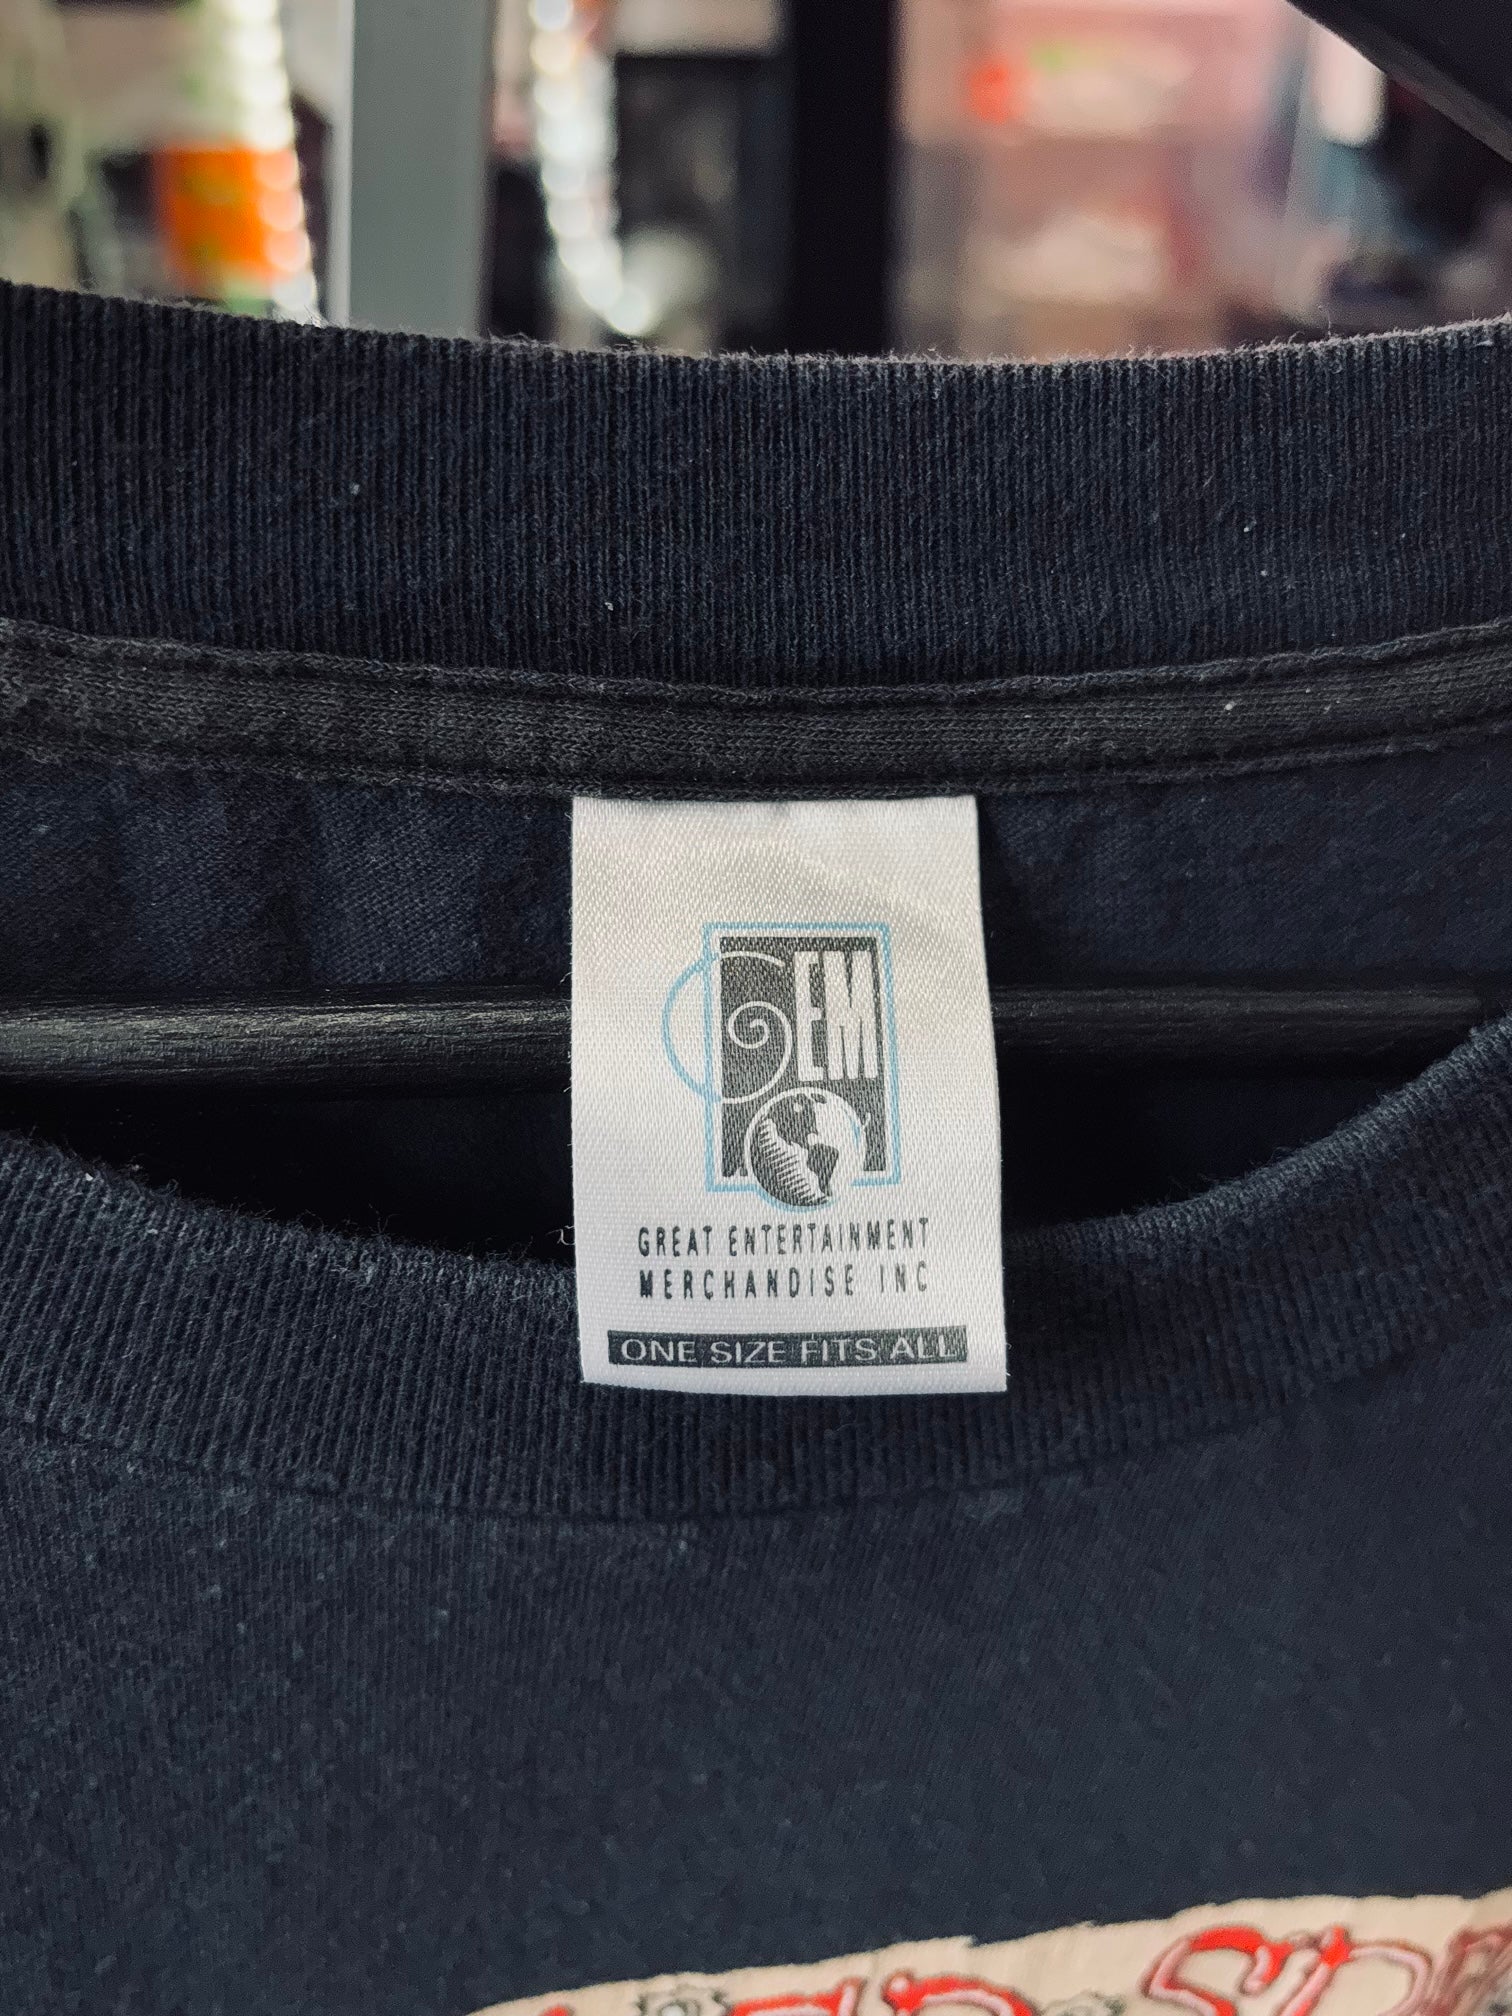 GEM
GREAT ENTERTAINMENT
MERCHANDISE INC
ONE SIZE FITS ALL